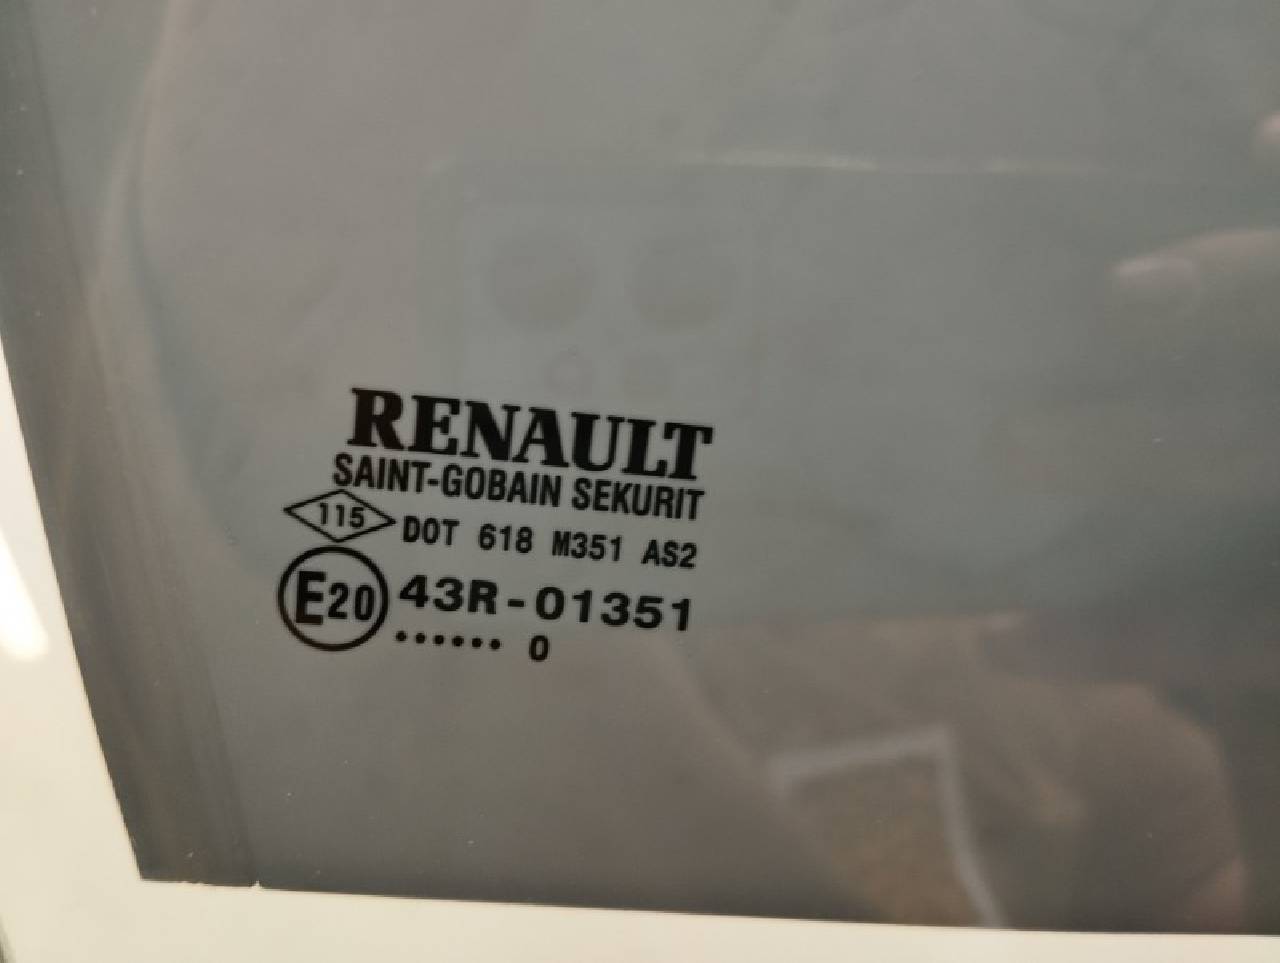 RENAULT
SAINT-GOBAIN SEKURIT
115 DOT 618 M351 AS2
E20 43R-01351
...... 0